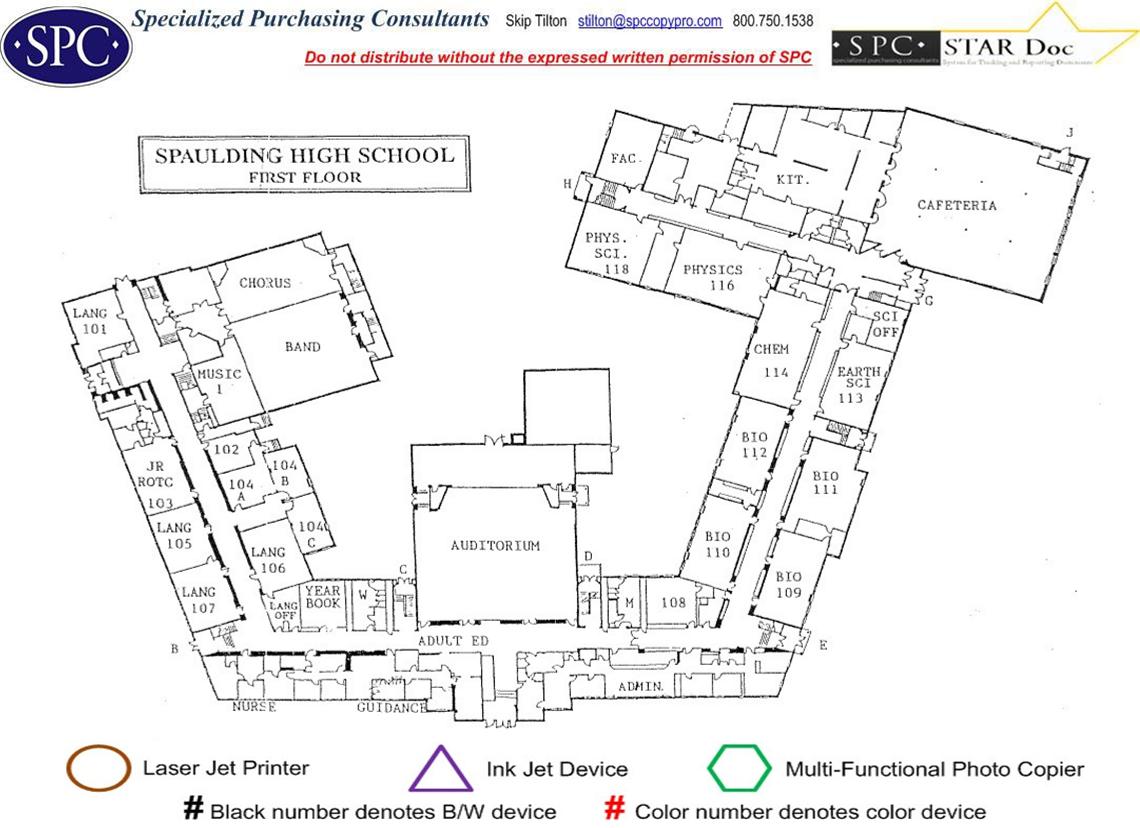 Specialized Purchasing Consultants Skip Tilton stilton@spccopypro.com 800.750.1538
·SPC·
Do not distribute without the expressed written permission of SPC
·SPC· STAR Doc
specialized purchasing consultants System for Tracking and Reporting Documents
SPAULDING HIGH SCHOOL
FIRST FLOOR
J
FAC.
H
KIT.
CAFETERIA
PHYS.
SCI.
118
PHYSICS
116
G
CHORUS
LANG
101
SCI
OFF
BAND
CHEM
114
MUSIC
1
EARTH
SCI
113
102
BIO
112
JR
ROTC
103
104
A
104
B
BIO
111
LANG
105
104
C
AUDITORIUM
BIO
110
LANG
106
C
D
LANG
107
LANG
OFF
YEAR
BOOK
W
M
108
BIO
109
B
ADULT ED
E
ADMIN.
NURSE
GUIDANCE
Laser Jet Printer
Ink Jet Device
Multi-Functional Photo Copier
# Black number denotes B/W device
# Color number denotes color device